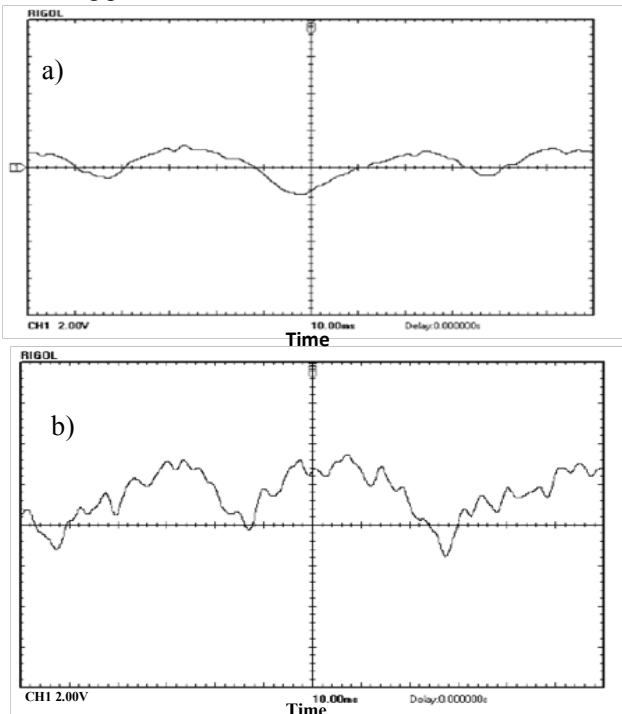 RIGOL
a)
CH1 2.00V 10.00ms Delay:0.000000s
Time
RIGOL
b)
CH1 2.00V 10.00ms Delay:0.000000s
Time